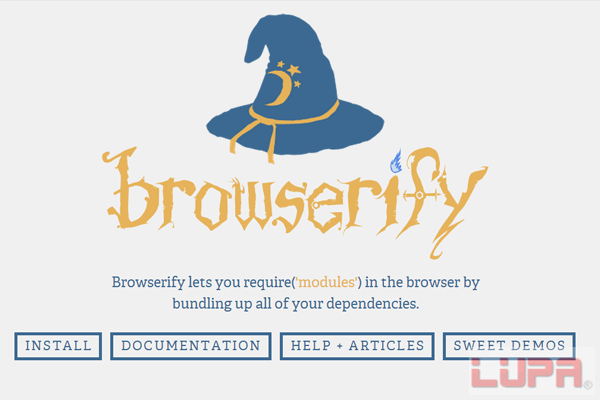 browserify
Browserify lets you require('modules') in the browser by
bundling up all of your dependencies.
INSTALL
DOCUMENTATION
HELP + ARTICLES
SWEET DEMOS
LUPA®